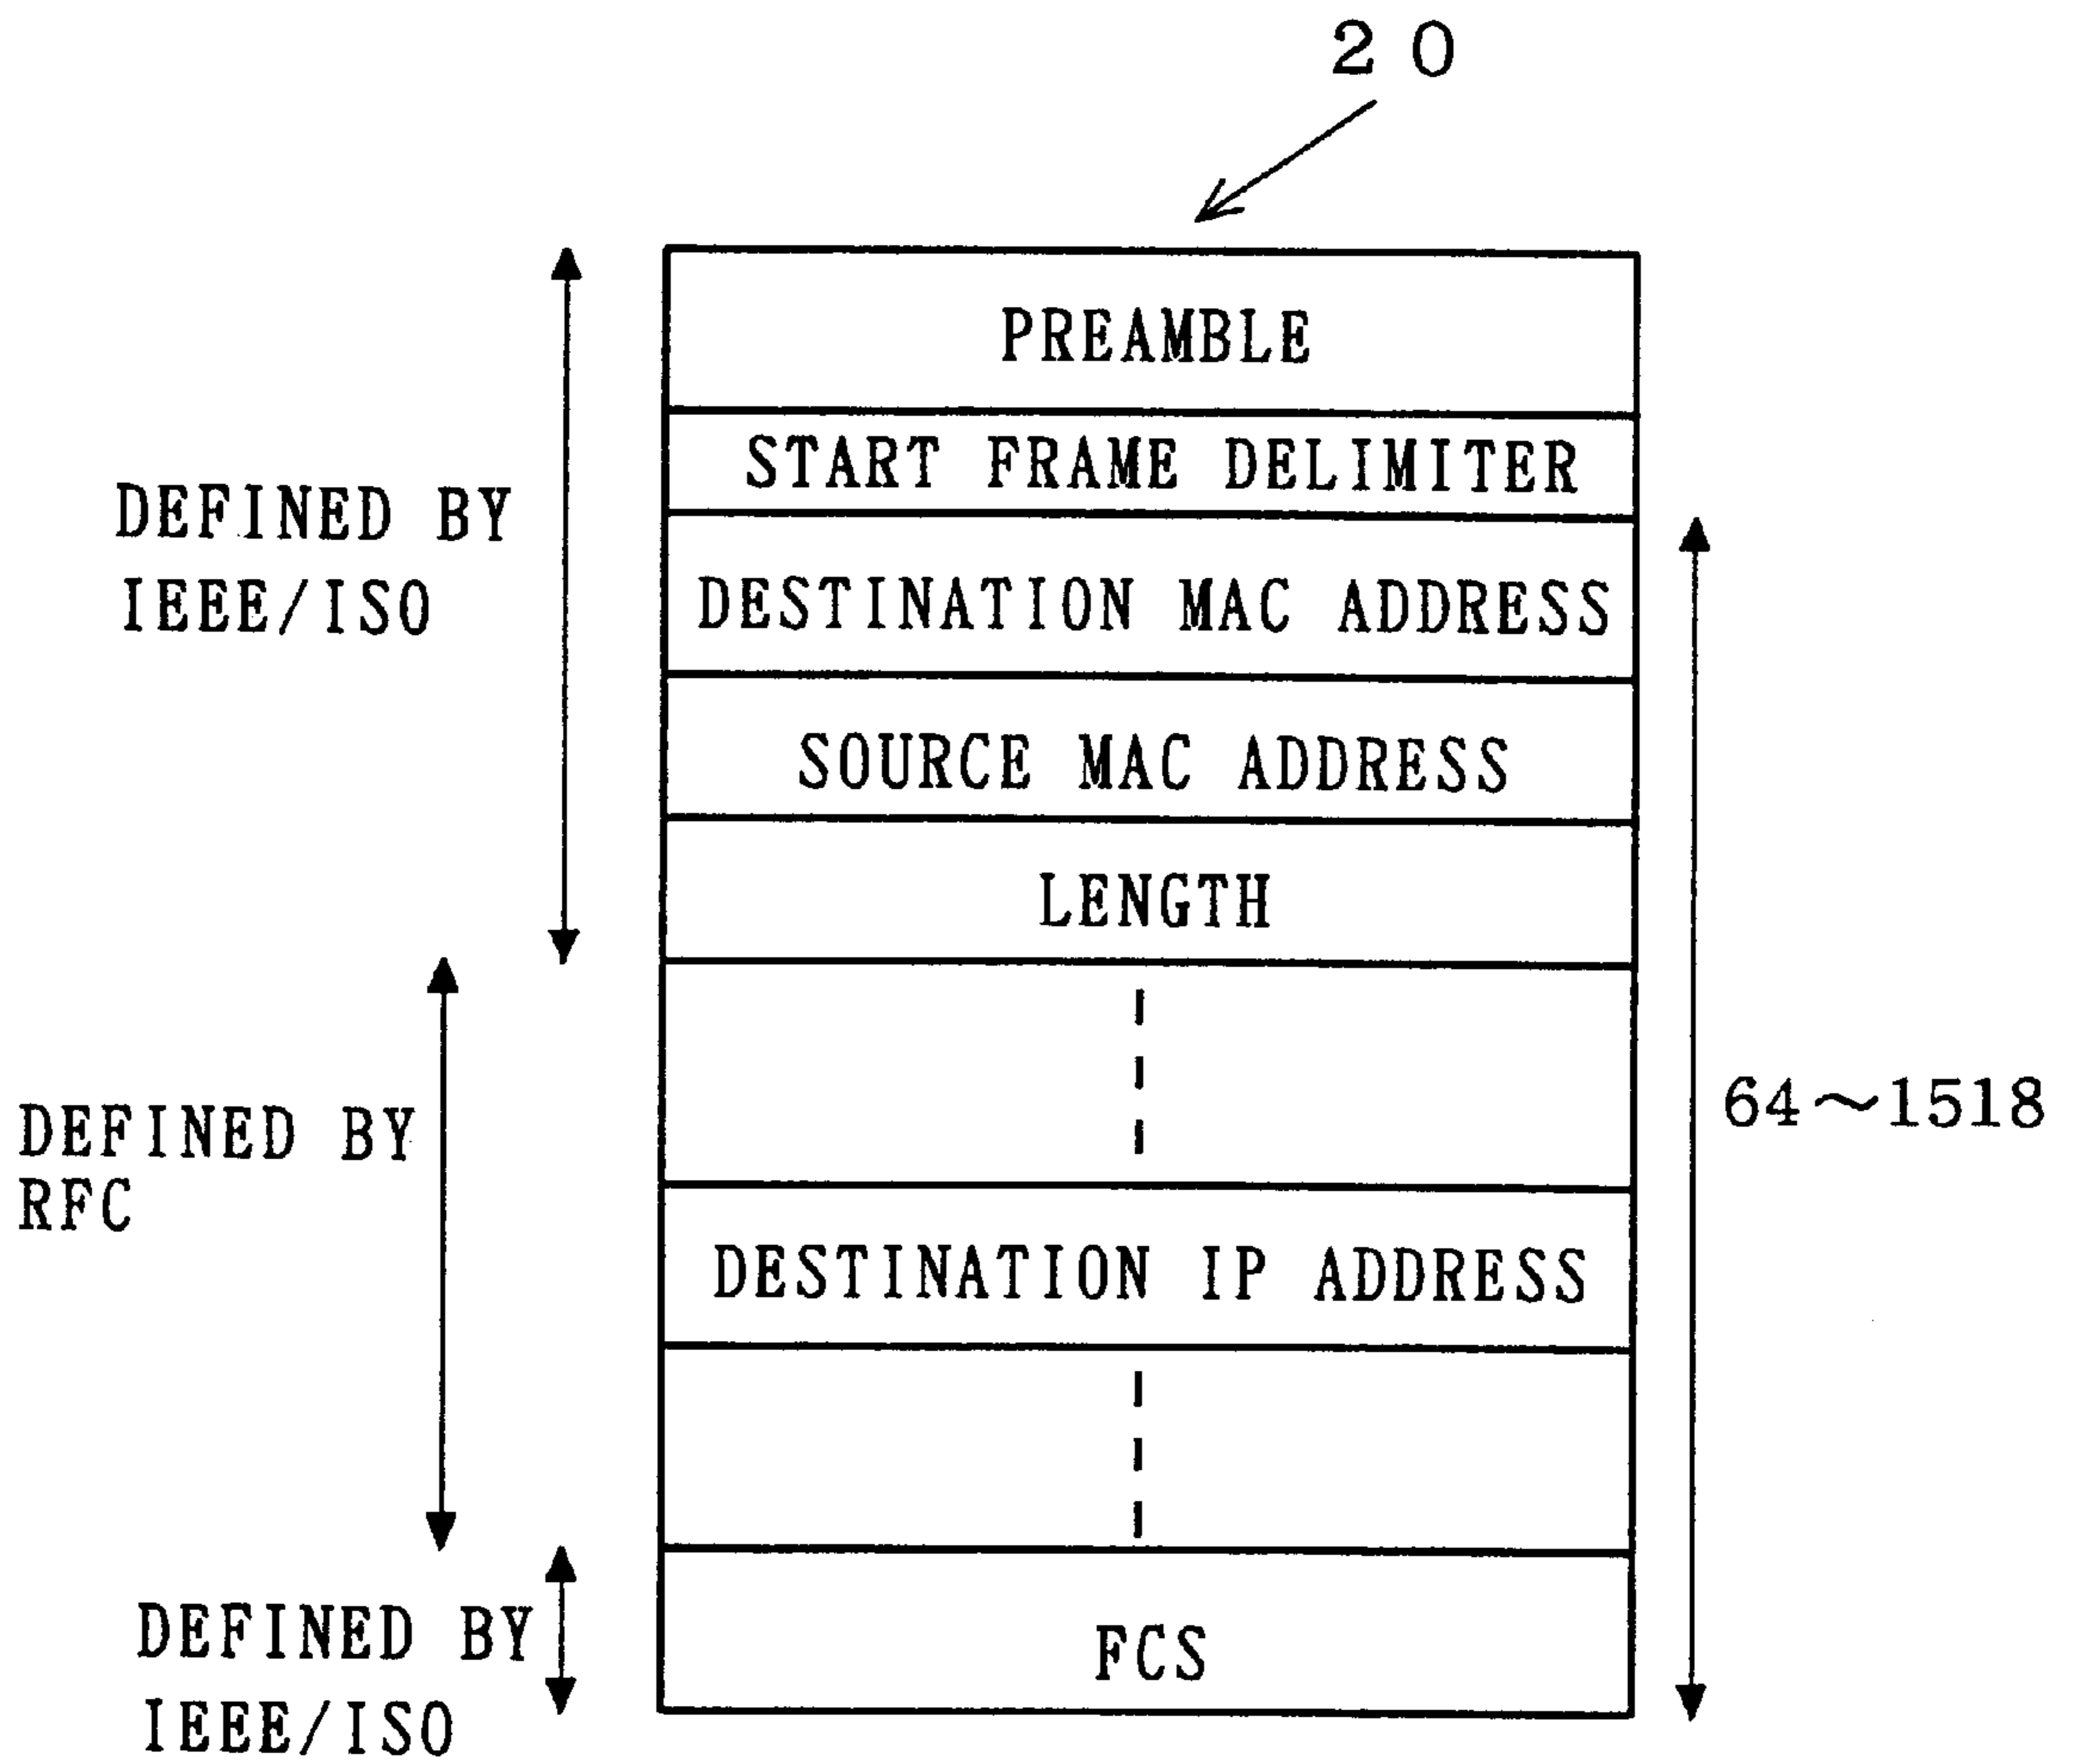 20
PREAMBLE
START FRAME DELIMITER
DEFINED BY
IEEE/ISO
DESTINATION MAC ADDRESS
SOURCE MAC ADDRESS
LENGTH
DEFINED BY
RFC
64～1518
DESTINATION IP ADDRESS
DEFINED BY
IEEE/ISO
FCS